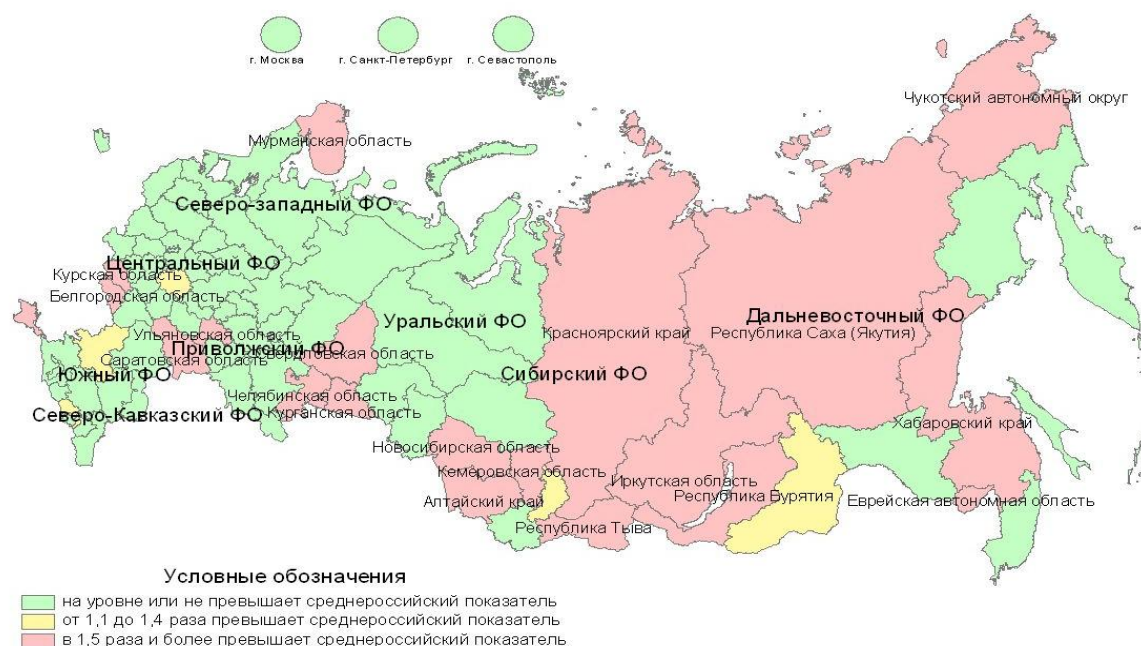 г. Москва
г. Санкт-Петербург
г. Севастополь
Чукотский автономный округ
Мурманская область
Северо-западный ФО
Центральный ФО
Курская область
Белгородская область
Уральский ФО
Дальневосточный ФО
Красноярский край
Республика Саха (Якутия)
Ульяновская область
Приволжский ФО
Свердловская область
Саратовская область
Южный ФО
Сибирский ФО
Челябинская область
Северо-Кавказский ФО
Курганская область
Хабаровский край
Новосибирская область
Кемеровская область
Иркутская область
Алтайский край
Республика Бурятия
Еврейская автономная область
Республика Тыва
Условные обозначения
на уровне или не превышает среднероссийский показатель
от 1,1 до 1,4 раза превышает среднероссийский показатель
в 1,5 раза и более превышает среднероссийский показатель